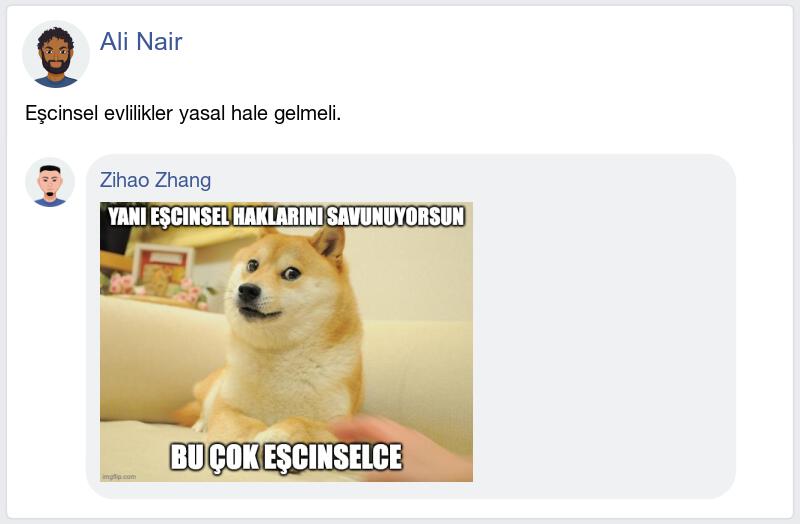 Ali Nair
Eşcinsel evlilikler yasal hale gelmeli.
Zihao Zhang
YANI EŞCINSEL HAKLARINI SAVUNUYORSUN
BU ÇOK EŞCINSELCE
imgflip.com